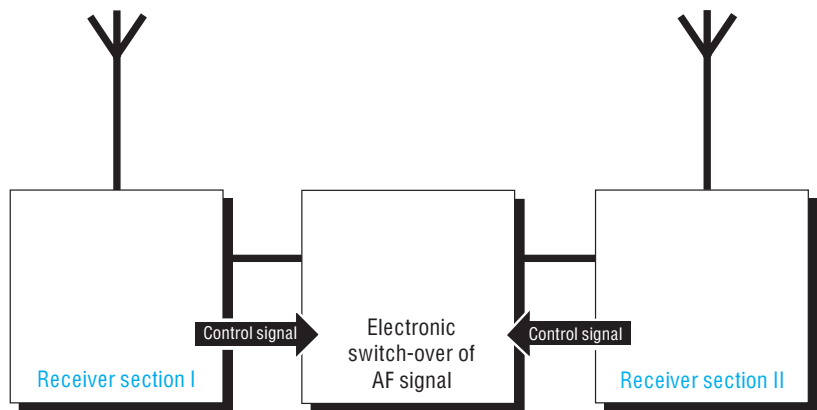 Control signal
Receiver section I
Electronic
switch-over of
AF signal
Control signal
Receiver section II